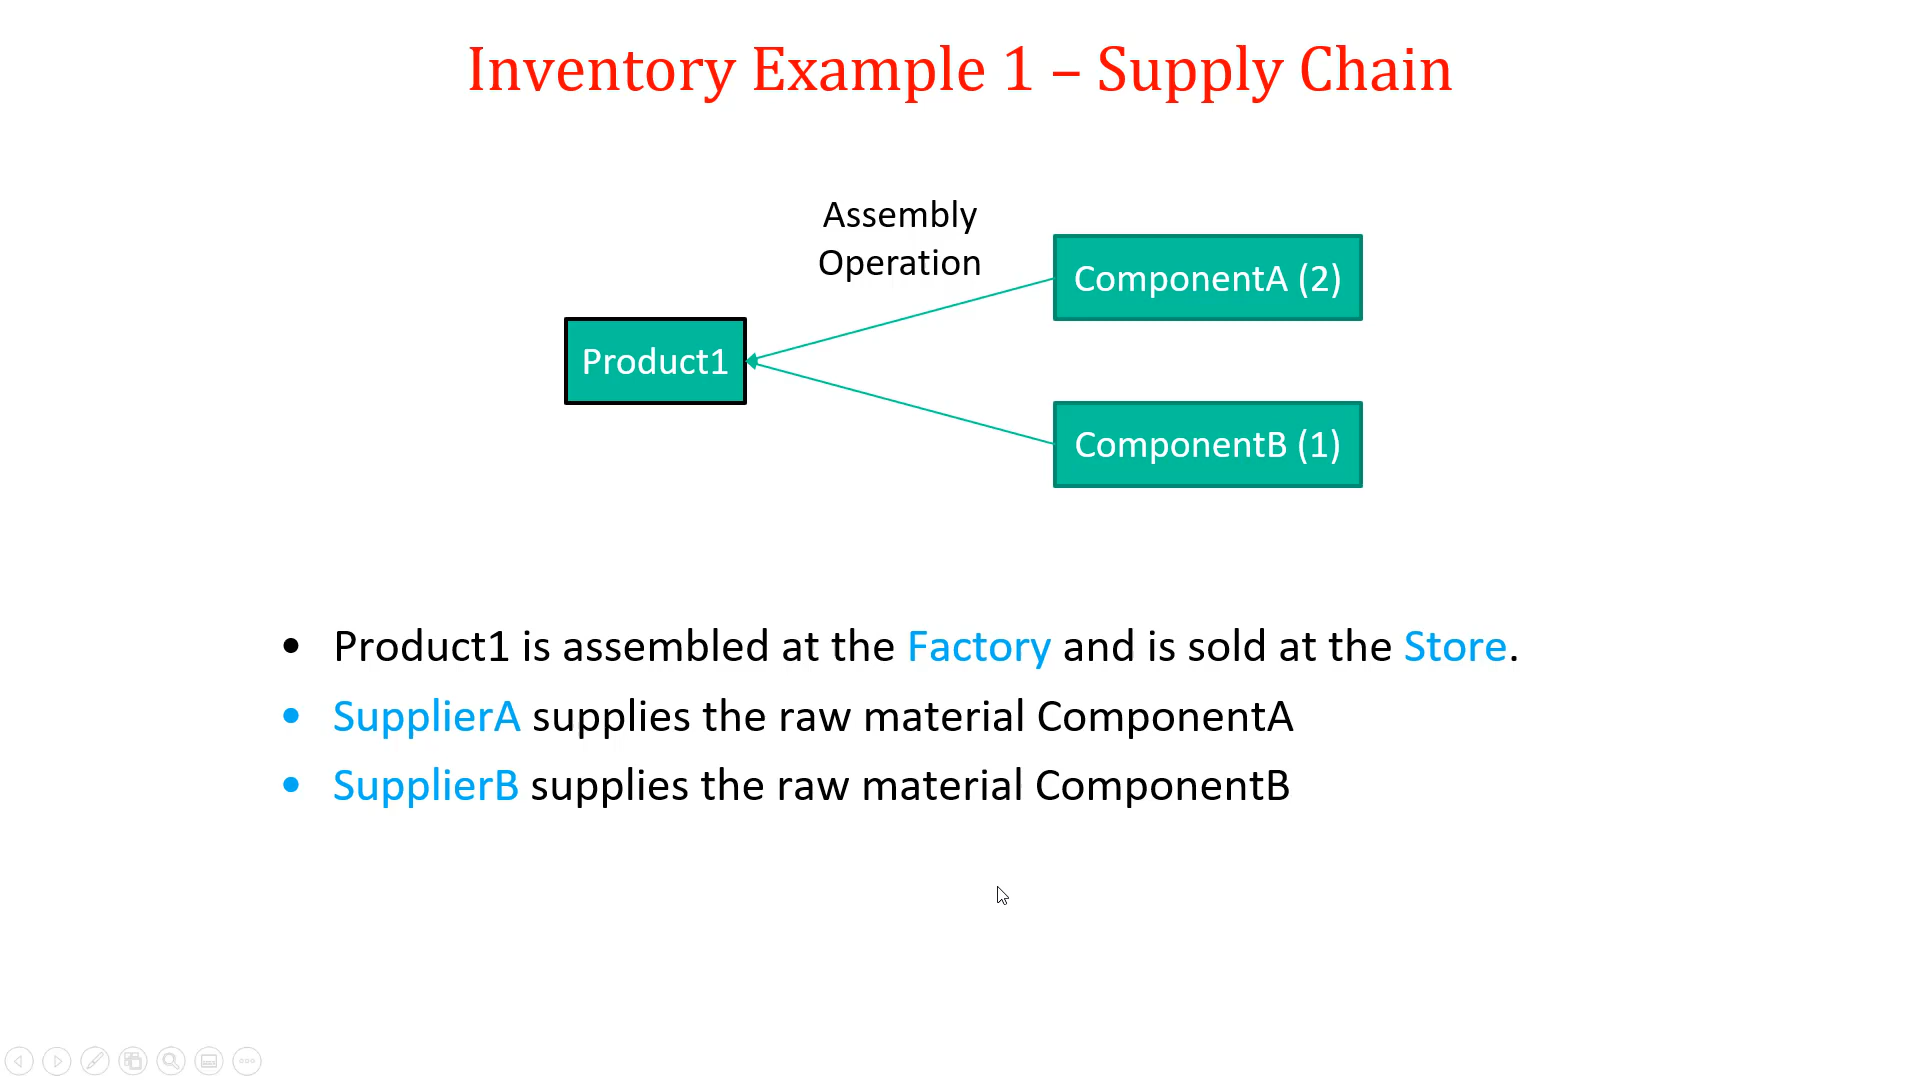 Inventory Example 1 – Supply Chain
Assembly
Operation
ComponentA (2)
Product1
ComponentB (1)
• Product1 is assembled at the Factory and is sold at the Store.
• SupplierA supplies the raw material ComponentA
• SupplierB supplies the raw material ComponentB